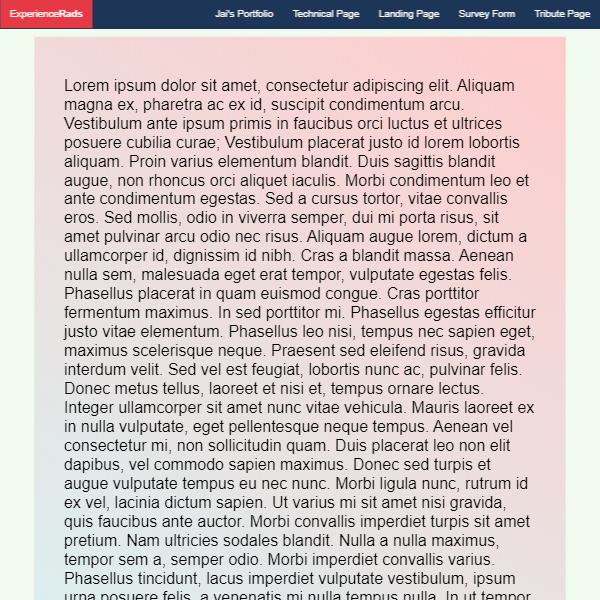 ExperienceRads Jai's Portfolio Technical Page Landing Page Survey Form Tribute Page
Lorem ipsum dolor sit amet, consectetur adipiscing elit. Aliquam
magna ex, pharetra ac ex id, suscipit condimentum arcu.
Vestibulum ante ipsum primis in faucibus orci luctus et ultrices
posuere cubilia curae; Vestibulum placerat justo id lorem lobortis
aliquam. Proin varius elementum blandit. Duis sagittis blandit
augue, non rhoncus orci aliquet iaculis. Morbi condimentum leo et
ante condimentum egestas. Sed a cursus tortor, vitae convallis
eros. Sed mollis, odio in viverra semper, dui mi porta risus, sit
amet pulvinar arcu odio nec risus. Aliquam augue lorem, dictum a
ullamcorper id, dignissim id nibh. Cras a blandit massa. Aenean
nulla sem, malesuada eget erat tempor, vulputate egestas felis.
Phasellus placerat in quam euismod congue. Cras porttitor
fermentum maximus. In sed porttitor mi. Phasellus egestas efficitur
justo vitae elementum. Phasellus leo nisi, tempus nec sapien eget,
maximus scelerisque neque. Praesent sed eleifend risus, gravida
interdum velit. Sed vel est feugiat, lobortis nunc ac, pulvinar felis.
Donec metus tellus, laoreet et nisi et, tempus ornare lectus.
Integer ullamcorper sit amet nunc vitae vehicula. Mauris laoreet ex
in nulla vulputate, eget pellentesque neque tempus. Aenean vel
consectetur mi, non sollicitudin quam. Duis placerat leo non elit
dapibus, vel commodo sapien maximus. Donec sed turpis et
augue vulputate tempus eu nec nunc. Morbi ligula nunc, rutrum id
ex vel, lacinia dictum sapien. Ut varius mi sit amet nisi gravida,
quis faucibus ante auctor. Morbi convallis imperdiet turpis sit amet
pretium. Nam ultricies sodales blandit. Nulla a nulla maximus,
tempor sem a, semper odio. Morbi imperdiet convallis varius.
Phasellus tincidunt, lacus imperdiet vulputate vestibulum, ipsum
urna posuere felis, a venenatis mi tempus nulla. In ut tempor